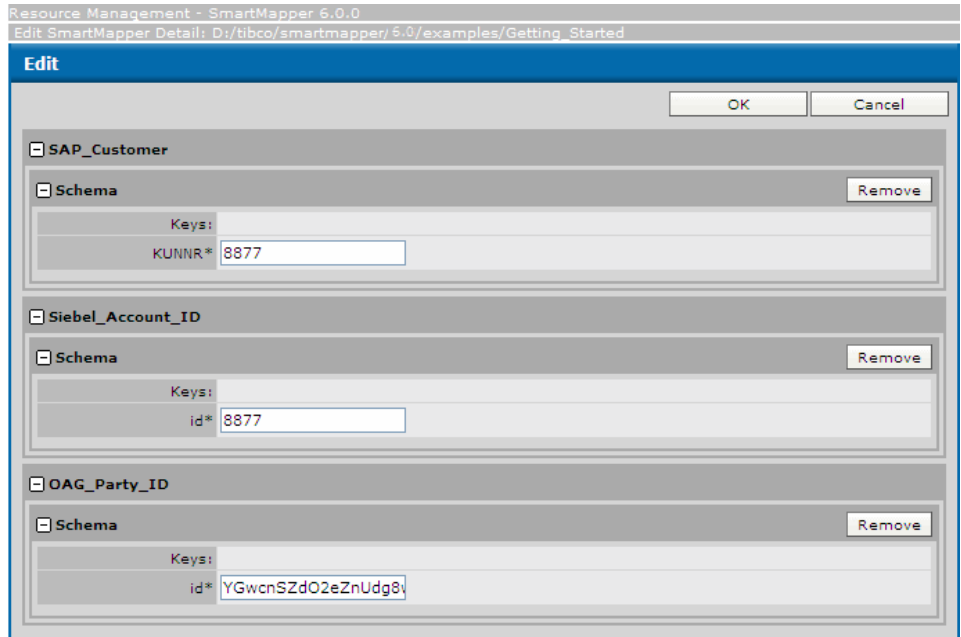 Resource Management - SmartMapper 6.0.0
Edit SmartMapper Detail: D:/tibco/smartmapper/6.0/examples/Getting_Started
Edit
OK Cancel
SAP_Customer
Schema Remove
Keys:
KUNNR* 8877
Siebel_Account_ID
Schema Remove
Keys:
id* 8877
OAG_Party_ID
Schema Remove
Keys:
id* YGwcnSZdO2eZnUdg8